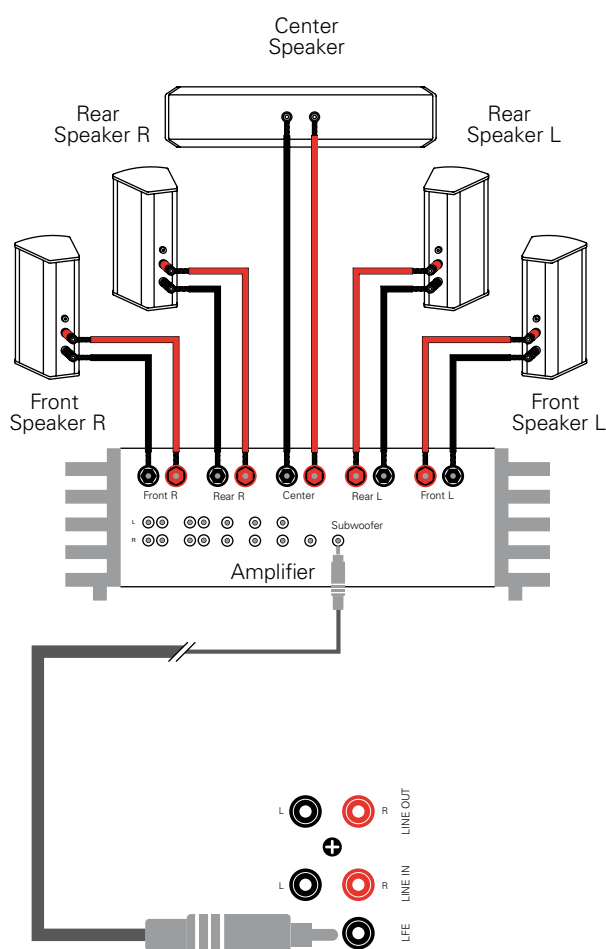 Center
Speaker
Rear
Speaker R
Rear
Speaker L
Front
Speaker R
Front
Speaker L
Front R
Rear R
Center
Rear L
Front L
L
Subwoofer
R
Amplifier
L
R
LINE OUT
L
R
LINE IN
LFE